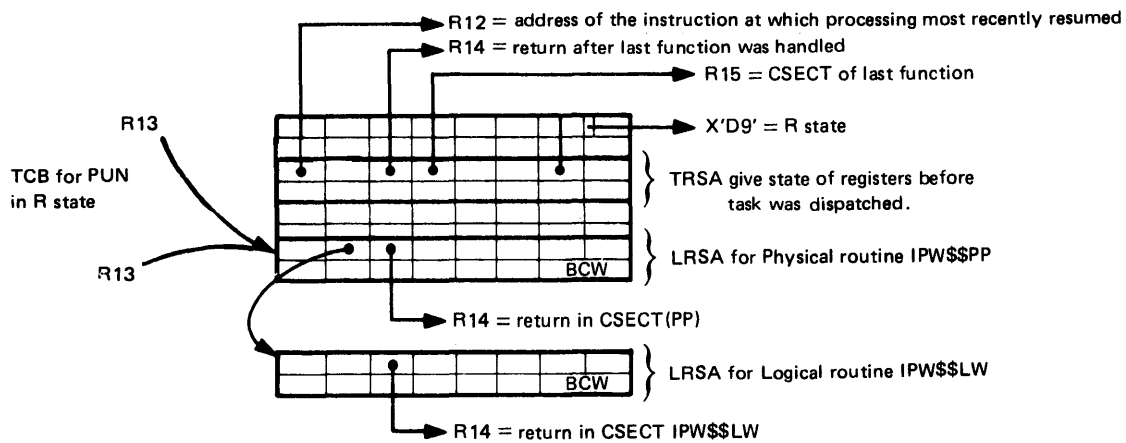 R12 = address of the instruction at which processing most recently resumed
R14 = return after last function was handled
R15 = CSECT of last function
R13
X'D9' = R state
TCB for PUN
in R state
TRSA give state of registers before
task was dispatched.
R13
LRSA for Physical routine IPW$$PP
BCW
R14 = return in CSECT(PP)
LRSA for Logical routine IPW$$LW
BCW
R14 = return in CSECT IPW$$LW